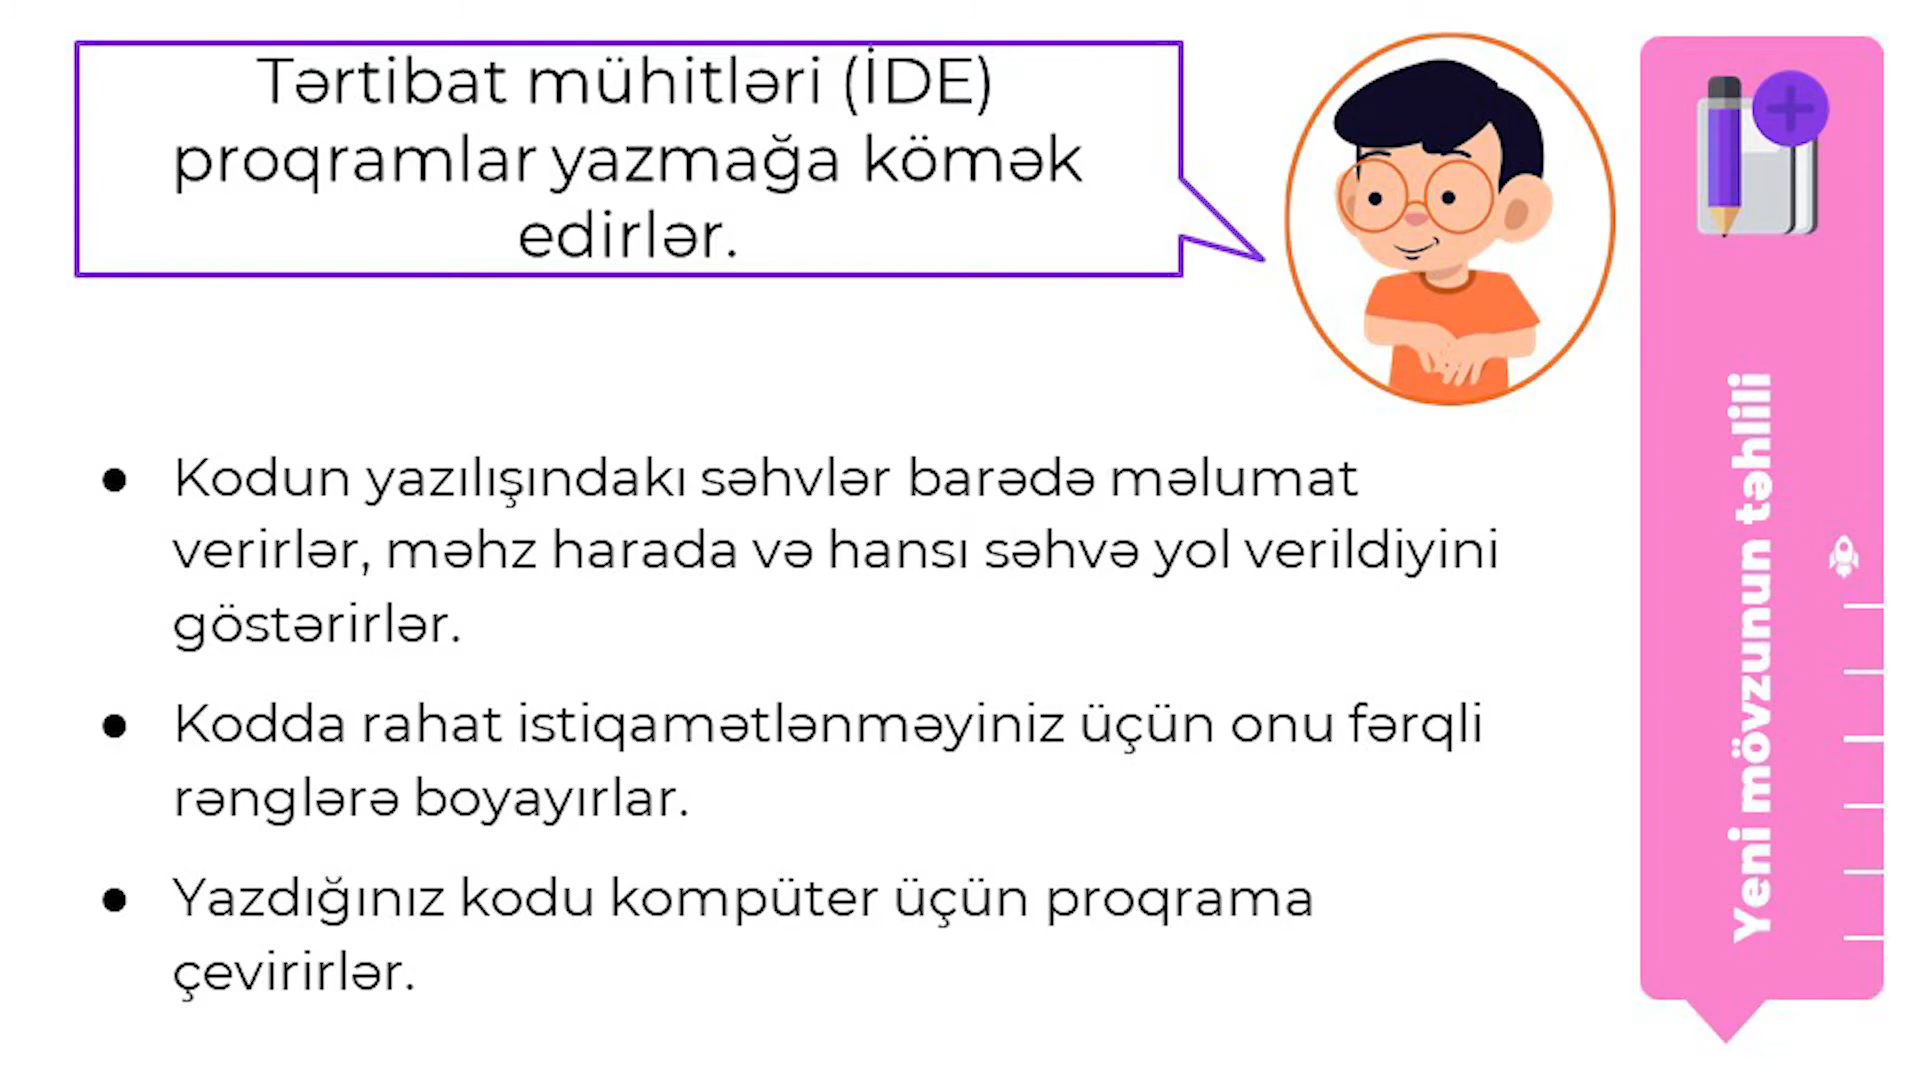 Tərtibat mühitləri (İDE)
proqramlar yazmağa kömək
edirlər.
Kodun yazılışındakı səhvlər barədə məlumat
verirlər, məhz harada və hansı səhvə yol verildiyini
göstərirlər.
Kodda rahat istiqamətlənməyiniz üçün onu fərqli
rənglərə boyayırlar.
Yazdığınız kodu kompüter üçün proqrama
çevirirlər.
Yeni mövzunun təhlili